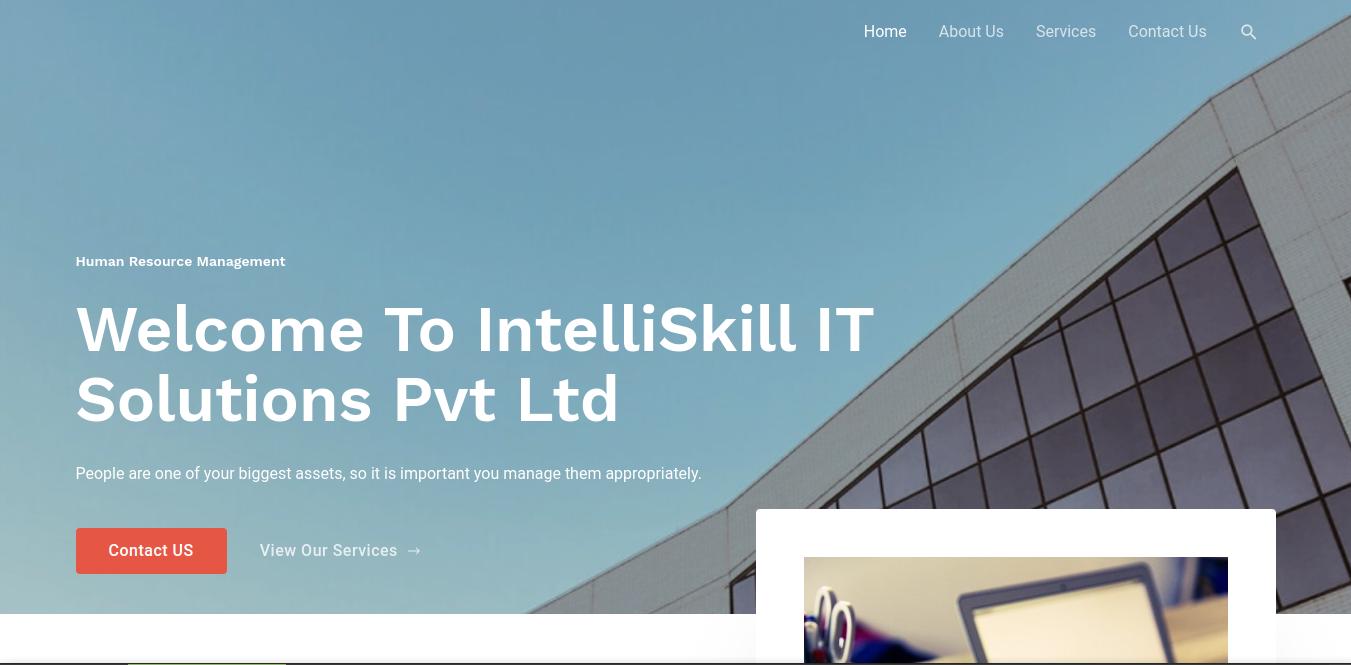 Home
About Us
Services
Contact Us
Human Resource Management
Welcome To IntelliSkill IT
Solutions Pvt Ltd
People are one of your biggest assets, so it is important you manage them appropriately.
Contact US
View Our Services →